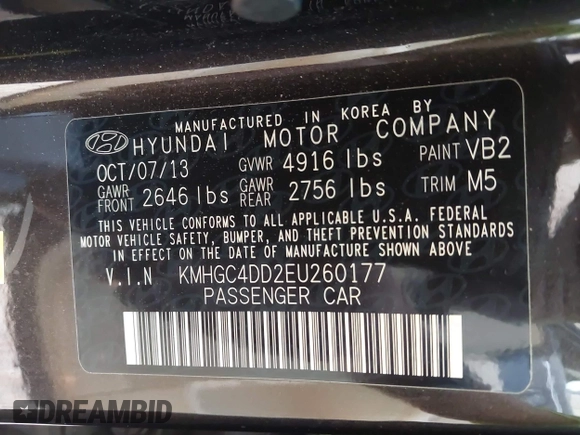 MANUFACTURED IN KOREA BY
HYUNDAI MOTOR COMPANY
OCT/07/13 GVWR 4916 lbs PAINT VB2
GAWR FRONT 2646 lbs GAWR REAR 2756 lbs TRIM M5
THIS VEHICLE CONFORMS TO ALL APPLICABLE U.S.A. FEDERAL
MOTOR VEHICLE SAFETY, BUMPER, AND THEFT PREVENTION STANDARDS
IN EFFECT ON THE DATE OF MANUFACTURE SHOWN ABOVE
V.I.N KMHGC4DD2EU260177
PASSENGER CAR
DREAMBID